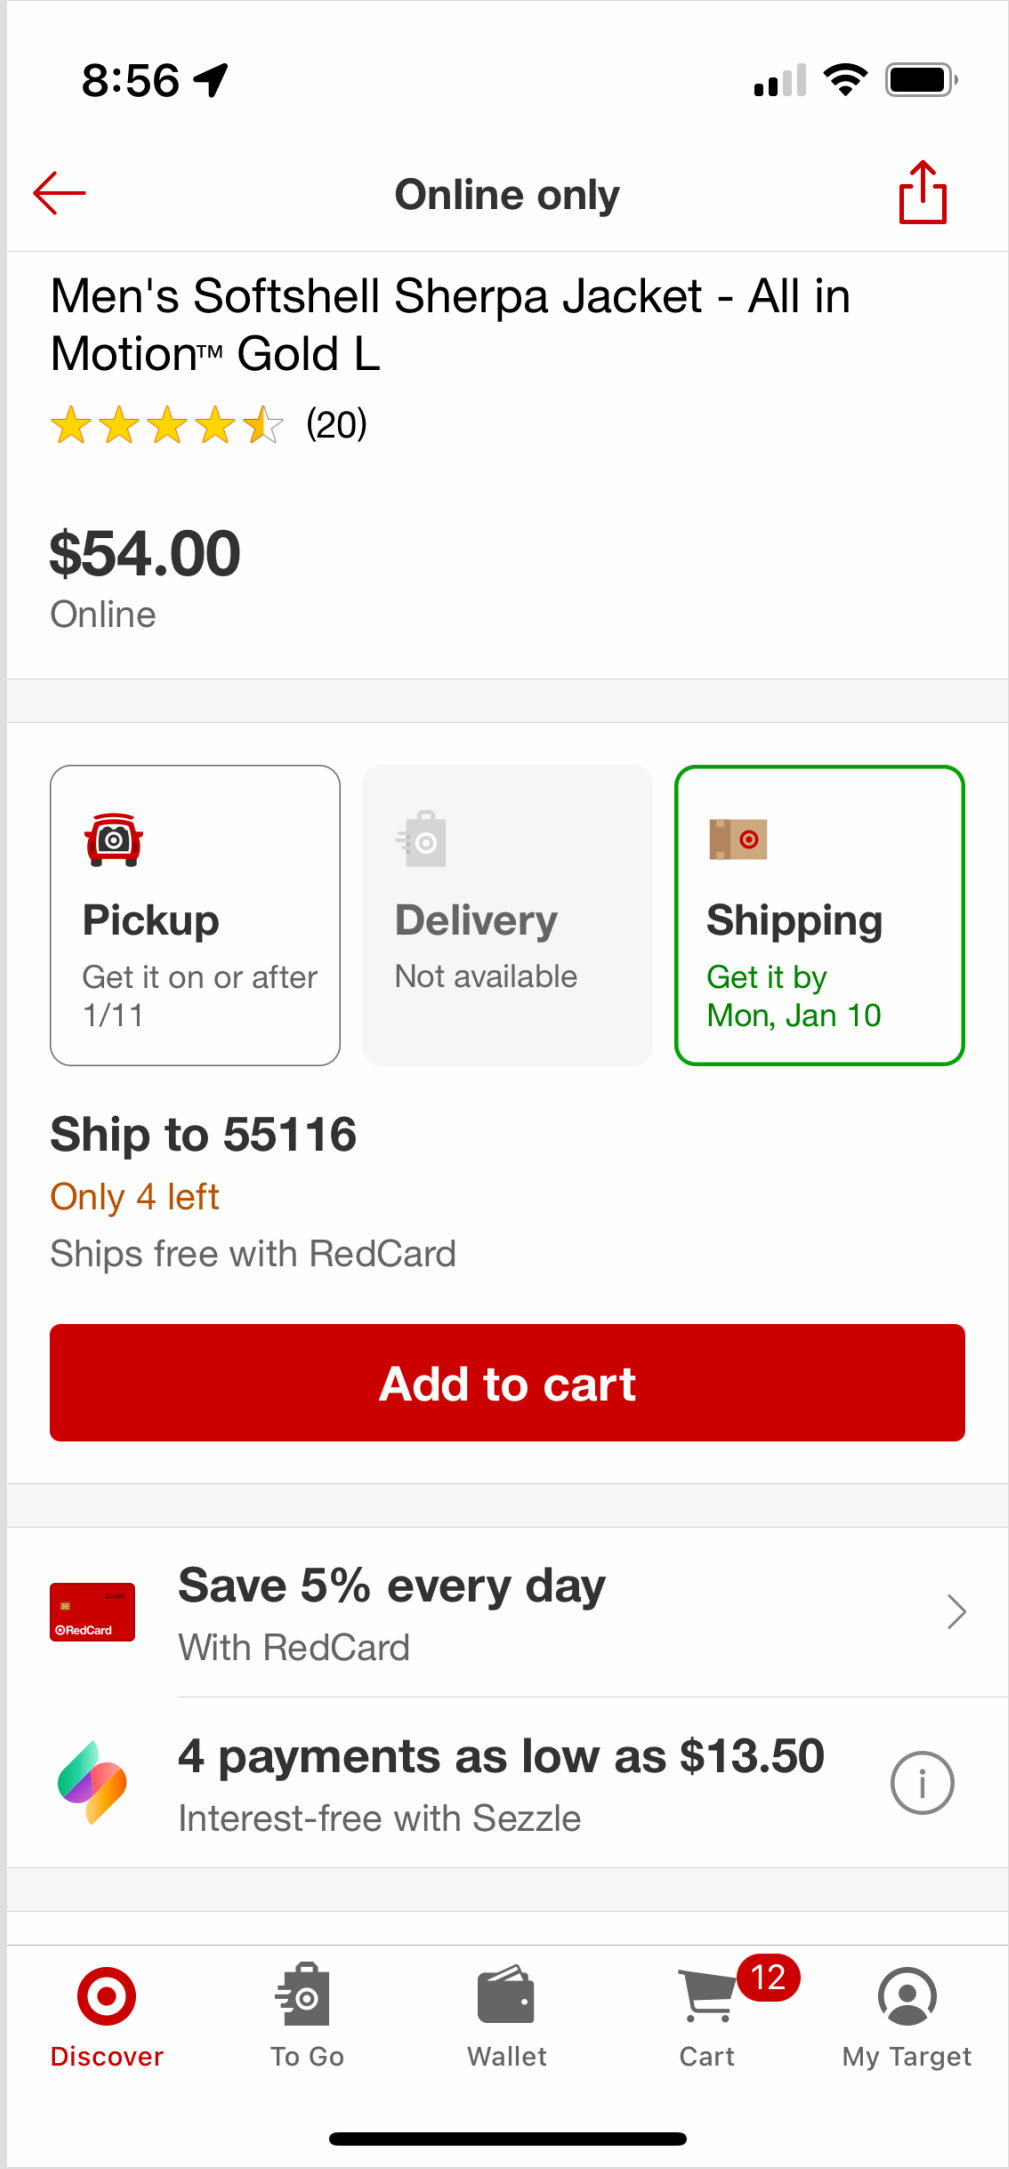 8:56
Online only
Men's Softshell Sherpa Jacket - All in
Motion™ Gold L
(20)
$54.00
Online
Pickup
Get it on or after
1/11
Delivery
Not available
Shipping
Get it by
Mon, Jan 10
Ship to 55116
Only 4 left
Ships free with RedCard
Add to cart
Credit
RedCard
Save 5% every day
With RedCard
4 payments as low as $13.50
Interest-free with Sezzle
12
Discover
To Go
Wallet
Cart
My Target